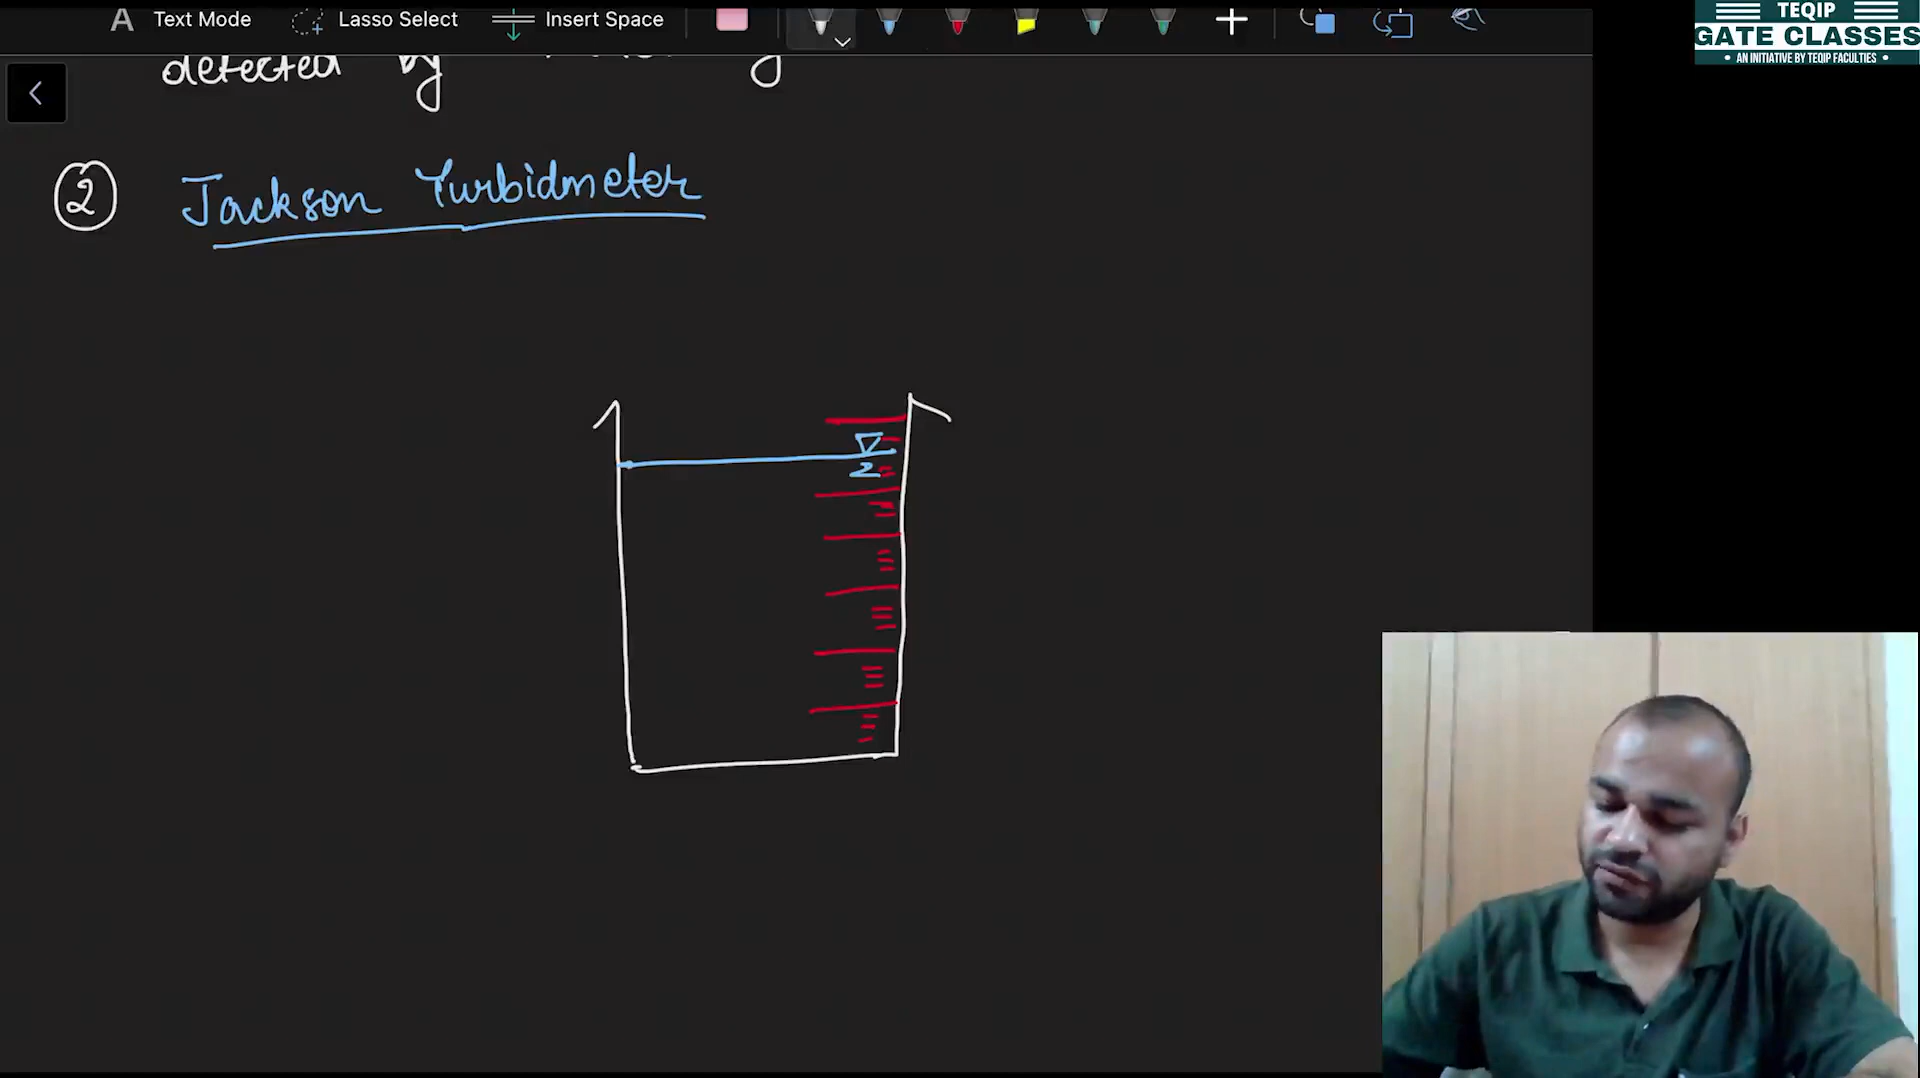 A Text Mode Lasso Select Insert Space
TEQIP
GATE CLASSES
• AN INITIATIVE BY TEQIP FACULTIES •
detected by
② Jackson Turbidmeter